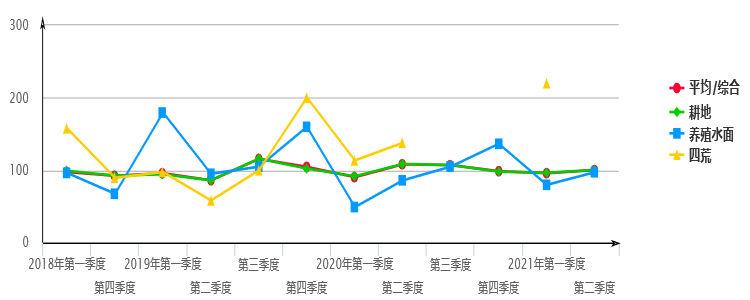 300
200
100
0
2018年第一季度
第四季度
2019年第一季度
第二季度
第三季度
第四季度
2020年第一季度
第二季度
第三季度
第四季度
2021年第一季度
第二季度
平均/综合
耕地
养殖水面
四荒